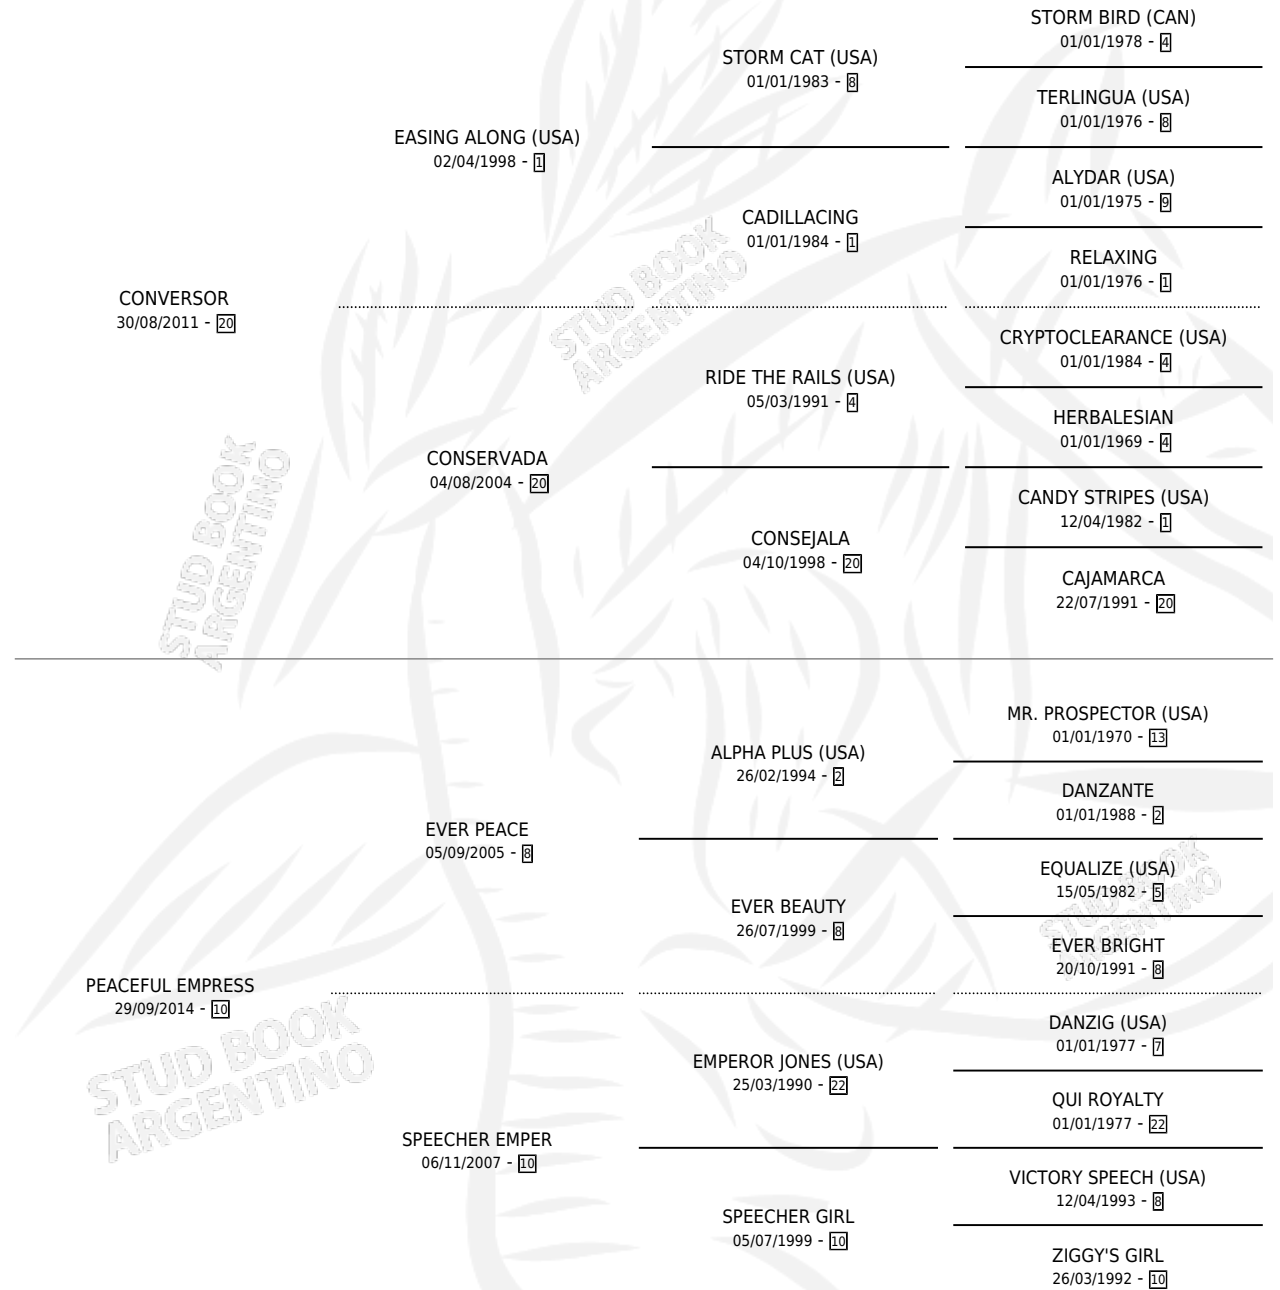 STORM BIRD (CAN)
01/01/1978 - 4
STORM CAT (USA)
01/01/1983 - 8
TERLINGUA (USA)
01/01/1976 - 8
EASING ALONG (USA)
02/04/1998 - 1
ALYDAR (USA)
01/01/1975 - 9
CADILLACING
01/01/1984 - 1
RELAXING
01/01/1976 - 1
CONVERSOR
30/08/2011 - 20
CRYPTOCLEARANCE (USA)
01/01/1984 - 4
RIDE THE RAILS (USA)
05/03/1991 - 4
HERBALESIAN
01/01/1969 - 4
CONSERVADA
04/08/2004 - 20
CANDY STRIPES (USA)
12/04/1982 - 1
CONSEJALA
04/10/1998 - 20
CAJAMARCA
22/07/1991 - 20
MR. PROSPECTOR (USA)
01/01/1970 - 13
ALPHA PLUS (USA)
26/02/1994 - 2
DANZANTE
01/01/1988 - 2
EVER PEACE
05/09/2005 - 8
EQUALIZE (USA)
15/05/1982 - 5
EVER BEAUTY
26/07/1999 - 8
EVER BRIGHT
20/10/1991 - 8
PEACEFUL EMPRESS
29/09/2014 - 10
DANZIG (USA)
01/01/1977 - 7
EMPEROR JONES (USA)
25/03/1990 - 22
QUI ROYALTY
01/01/1977 - 22
SPEECHER EMPER
06/11/2007 - 10
VICTORY SPEECH (USA)
12/04/1993 - 8
SPEECHER GIRL
05/07/1999 - 10
ZIGGY'S GIRL
26/03/1992 - 10
STUD BOOK
ARGENTINO
STUD BOOK
ARGENTINO
STUD BOOK
ARGENTINO
STUD BOOK
ARGENTINO